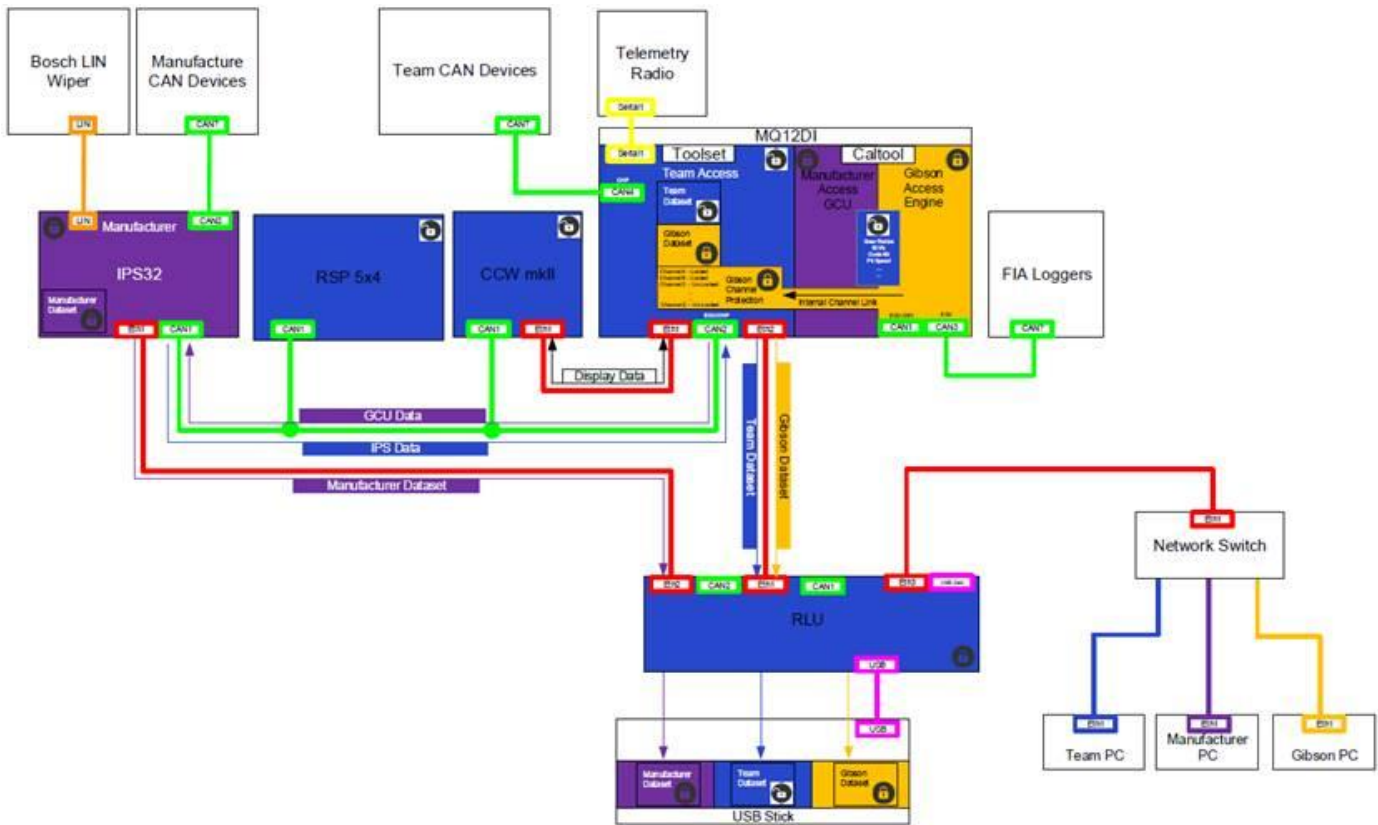 Bosch LIN
Wiper
LIN
Manufacture
CAN Devices
CAN?
Team CAN Devices
CAN?
Telemetry
Radio
Serial1
MQ12DI
Serial1
Toolset
Caltool
Team Access
CAN4
Team
Dataset
Gibson
Dataset
Gibson
Channel
Protection
Internal Channel Link
Manufacturer
Access
GCU
Gibson
Access
Engine
Eth1
CAN2
Eth2
CAN1
CAN3
LIN
Manufacturer
CAN2
IPS32
Manufacturer
Dataset
Eth1
CAN1
RSP 5x4
CAN1
CCW mkII
CAN1
Eth1
FIA Loggers
CAN?
Display Data
GCU Data
IPS Data
Manufacturer Dataset
Team Dataset
Gibson Dataset
Eth1
Network Switch
Eth2
CAN2
Eth1
CAN1
Eth3
RLU
USB
USB
Manufacturer
Dataset
Team
Dataset
Gibson
Dataset
USB Stick
Eth1
Team PC
Eth1
Manufacturer
PC
Eth1
Gibson PC